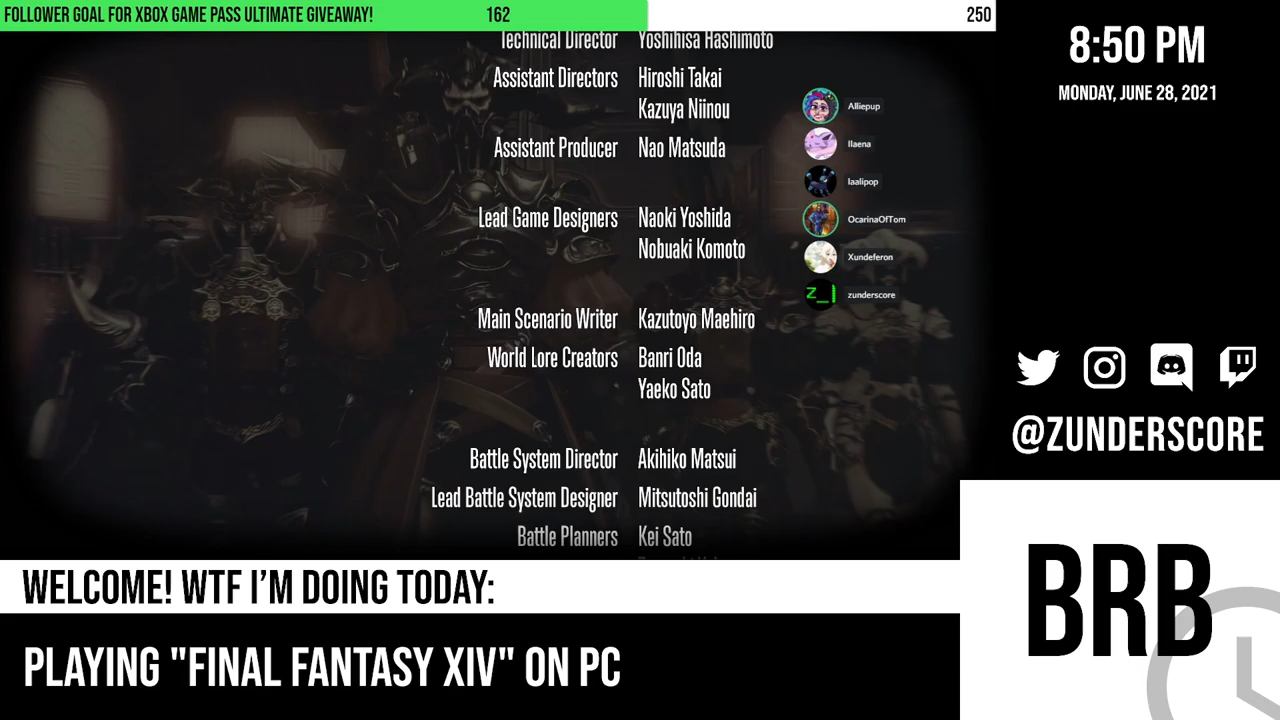 FOLLOWER GOAL FOR XBOX GAME PASS ULTIMATE GIVEAWAY! 162 250
Technical Director Yoshihisa Hashimoto
Assistant Directors Hiroshi Takai
Kazuya Niinou
Assistant Producer Nao Matsuda
Lead Game Designers Naoki Yoshida
Nobuaki Komoto
Main Scenario Writer Kazutoyo Maehiro
World Lore Creators Banri Oda
Yaeko Sato
Battle System Director Akihiko Matsui
Lead Battle System Designer Mitsutoshi Gondai
Battle Planners Kei Sato
Alliepup
Ilaena
laalipop
OcarinaOfTom
Xundeferon
Z_
zunderscore
8:50 PM
MONDAY, JUNE 28, 2021
@ZUNDERSCORE
WELCOME! WTF I'M DOING TODAY:
PLAYING "FINAL FANTASY XIV" ON PC
BRB